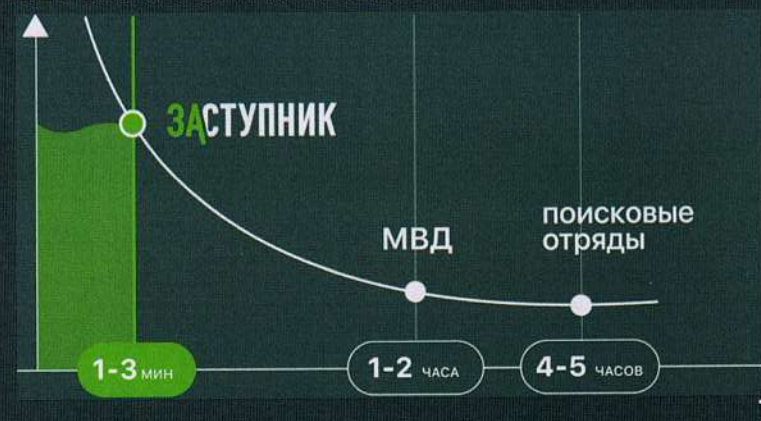 ЗАСТУПНИК
МВД
поисковые
отряды
1-3 мин
1-2 часа
4-5 часов